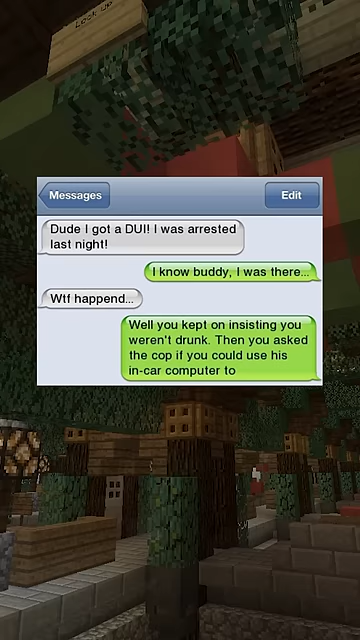 Look up
Messages
Edit
Dude I got a DUI! I was arrested
last night!
I know buddy, I was there...
Wtf happend...
Well you kept on insisting you
weren't drunk. Then you asked
the cop if you could use his
in-car computer to